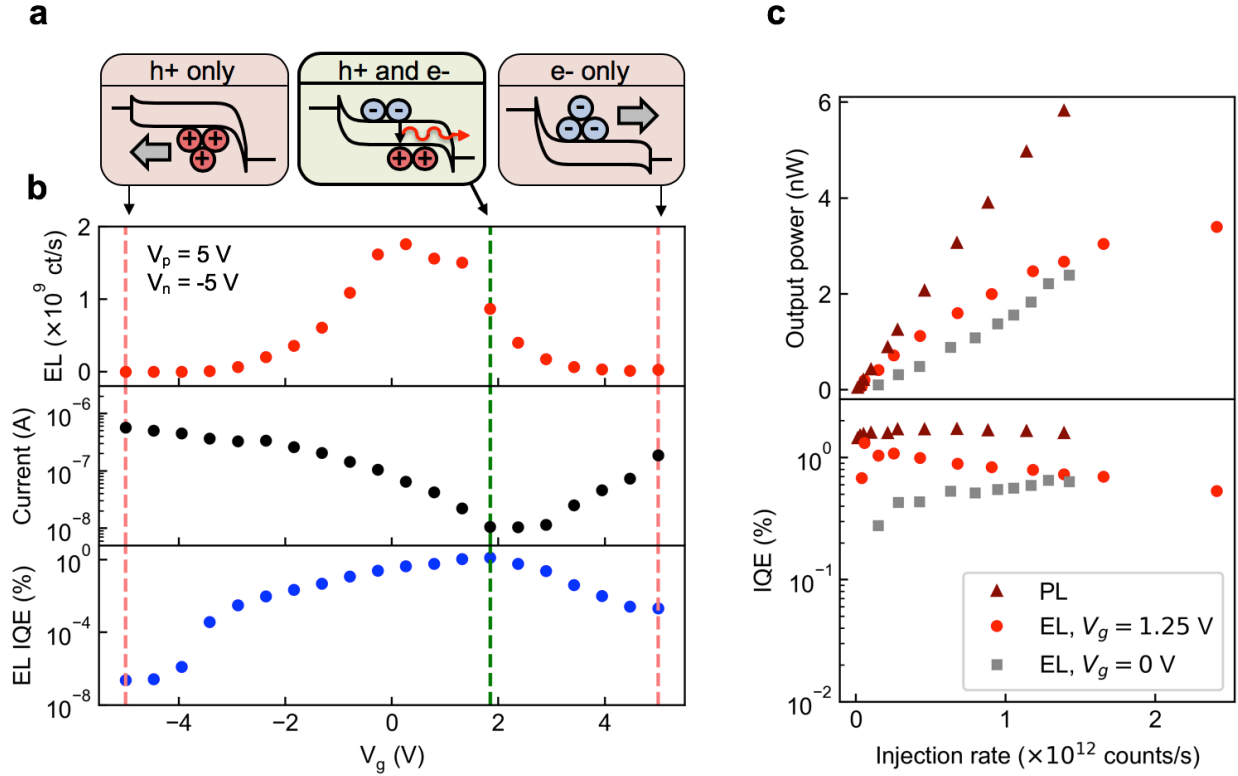 a
h+ only
h+ and e-
e- only
b
V_p = 5 V
V_n = -5 V
EL (×10⁹ ct/s)
2
1
0
Current (A)
10⁻⁶
10⁻⁷
10⁻⁸
EL IQE (%)
10⁰
10⁻⁴
10⁻⁸
−4
−2
0
2
4
V_g (V)
c
Output power (nW)
6
4
2
0
IQE (%)
10⁰
10⁻¹
10⁻²
PL
EL, V_g = 1.25 V
EL, V_g = 0 V
0
1
2
Injection rate (×10¹² counts/s)